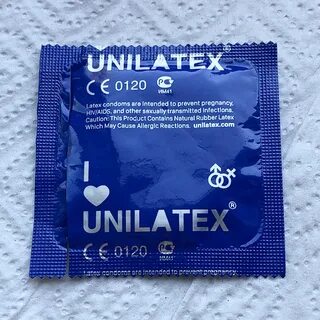 UNILATEX®
CE 0120
Latex condoms are intended to prevent pregnancy,
HIV/AIDS, and other sexually transmitted infections.
Caution: This Product Contains Natural Rubber Latex
Which May Cause Allergic Reactions. unilatex.com
I
UNILATEX®
CE 0120
Latex condoms are intended to prevent pregnancy,